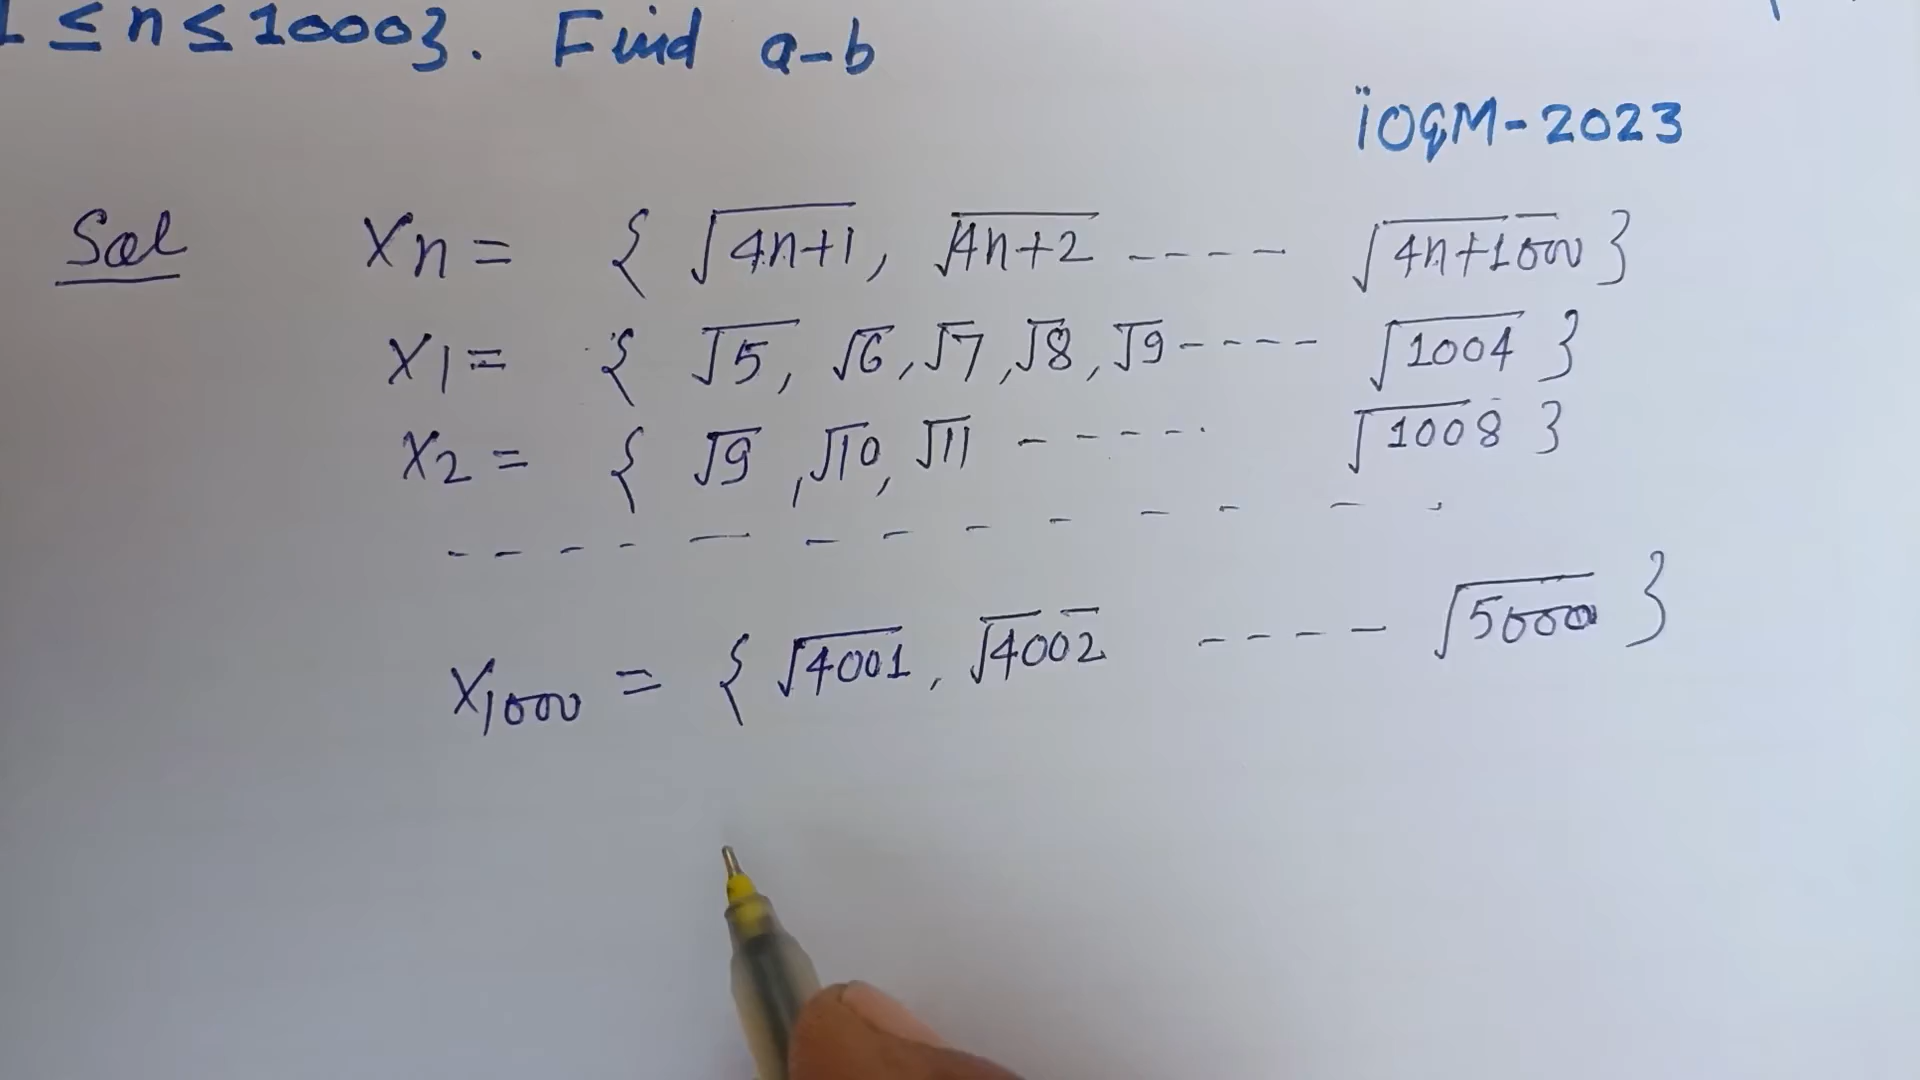 1 ≤ n ≤ 1000}. Find a-b
IOQM-2023
Sol Xn = { √4n+1, √4n+2 ---- √4n+1000 }
X1 = { √5, √6, √7, √8, √9 ---- √1004 }
X2 = { √9, √10, √11 ----- √1008 }
X1000 = { √4001, √4002 ---- √5000 }